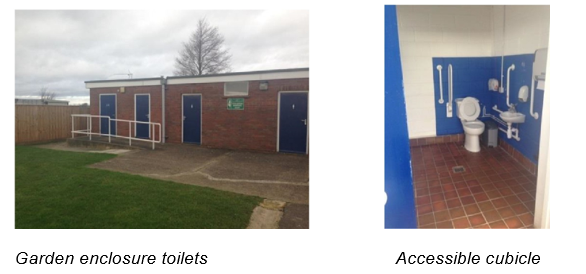 Garden enclosure toilets
Accessible cubicle